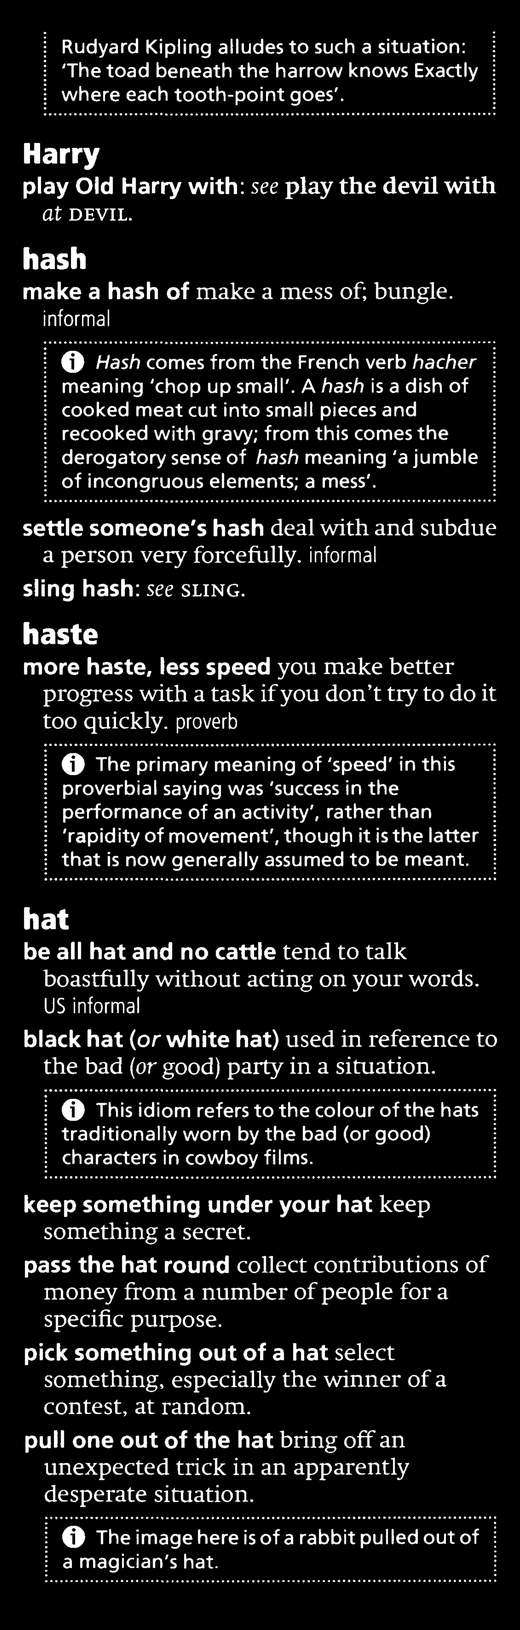 Rudyard Kipling alludes to such a situation:
'The toad beneath the harrow knows Exactly
where each tooth-point goes'.
Harry
play Old Harry with: see play the devil with
at DEVIL.
hash
make a hash of make a mess of; bungle.
informal
i Hash comes from the French verb hacher
meaning 'chop up small'. A hash is a dish of
cooked meat cut into small pieces and
recooked with gravy; from this comes the
derogatory sense of hash meaning 'a jumble
of incongruous elements; a mess'.
settle someone's hash deal with and subdue
a person very forcefully. informal
sling hash: see SLING.
haste
more haste, less speed you make better
progress with a task if you don't try to do it
too quickly. proverb
i The primary meaning of 'speed' in this
proverbial saying was 'success in the
performance of an activity', rather than
'rapidity of movement', though it is the latter
that is now generally assumed to be meant.
hat
be all hat and no cattle tend to talk
boastfully without acting on your words.
US informal
black hat (or white hat) used in reference to
the bad (or good) party in a situation.
i This idiom refers to the colour of the hats
traditionally worn by the bad (or good)
characters in cowboy films.
keep something under your hat keep
something a secret.
pass the hat round collect contributions of
money from a number of people for a
specific purpose.
pick something out of a hat select
something, especially the winner of a
contest, at random.
pull one out of the hat bring off an
unexpected trick in an apparently
desperate situation.
i The image here is of a rabbit pulled out of
a magician's hat.